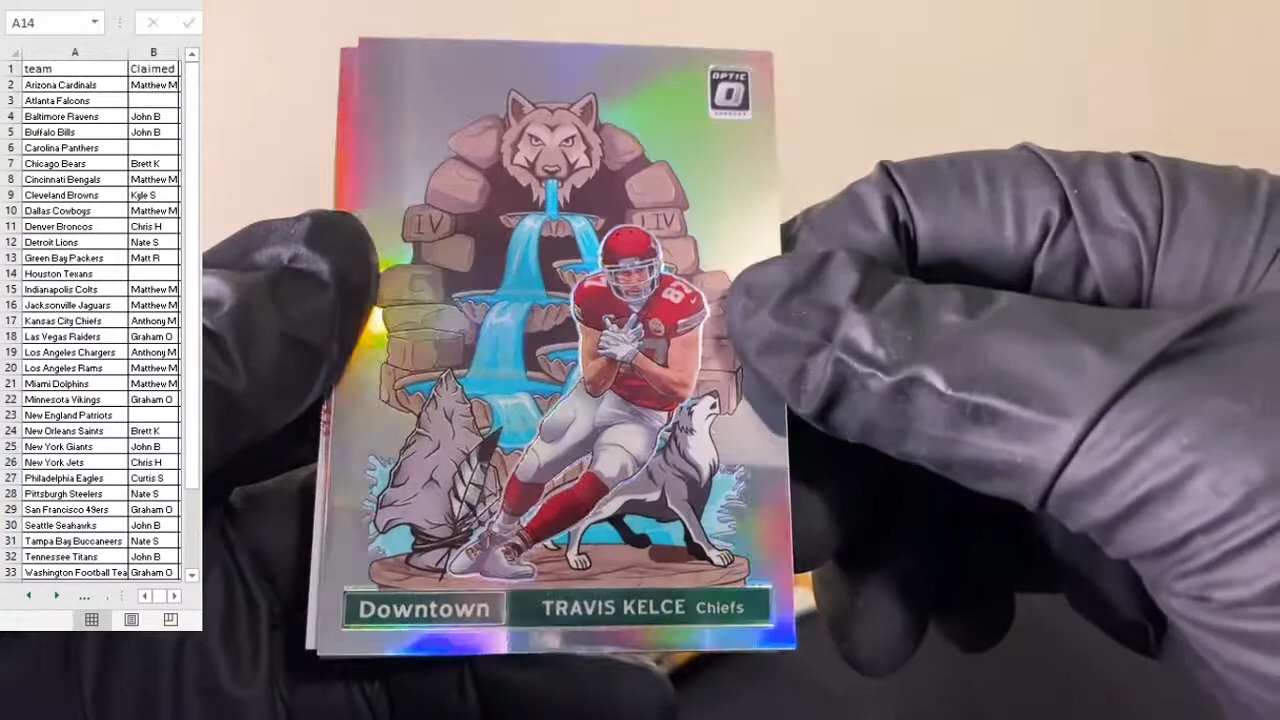 A14
A B
1 team Claimed
2 Arizona Cardinals Matthew M
3 Atlanta Falcons
4 Baltimore Ravens John B
5 Buffalo Bills John B
6 Carolina Panthers
7 Chicago Bears Brett K
8 Cincinnati Bengals Matthew M
9 Cleveland Browns Kyle S
10 Dallas Cowboys Matthew M
11 Denver Broncos Chris H
12 Detroit Lions Nate S
13 Green Bay Packers Matt R
14 Houston Texans
15 Indianapolis Colts Matthew M
16 Jacksonville Jaguars Matthew M
17 Kansas City Chiefs Anthony M
18 Las Vegas Raiders Graham O
19 Los Angeles Chargers Anthony M
20 Los Angeles Rams Matthew M
21 Miami Dolphins Matthew M
22 Minnesota Vikings Graham O
23 New England Patriots
24 New Orleans Saints Brett K
25 New York Giants John B
26 New York Jets Chris H
27 Philadelphia Eagles Curtis S
28 Pittsburgh Steelers Nate S
29 San Francisco 49ers Graham O
30 Seattle Seahawks John B
31 Tampa Bay Buccaneers Nate S
32 Tennessee Titans John B
33 Washington Football Tea Graham O
...
OPTIC
O
IV LIV
87
Downtown TRAVIS KELCE Chiefs